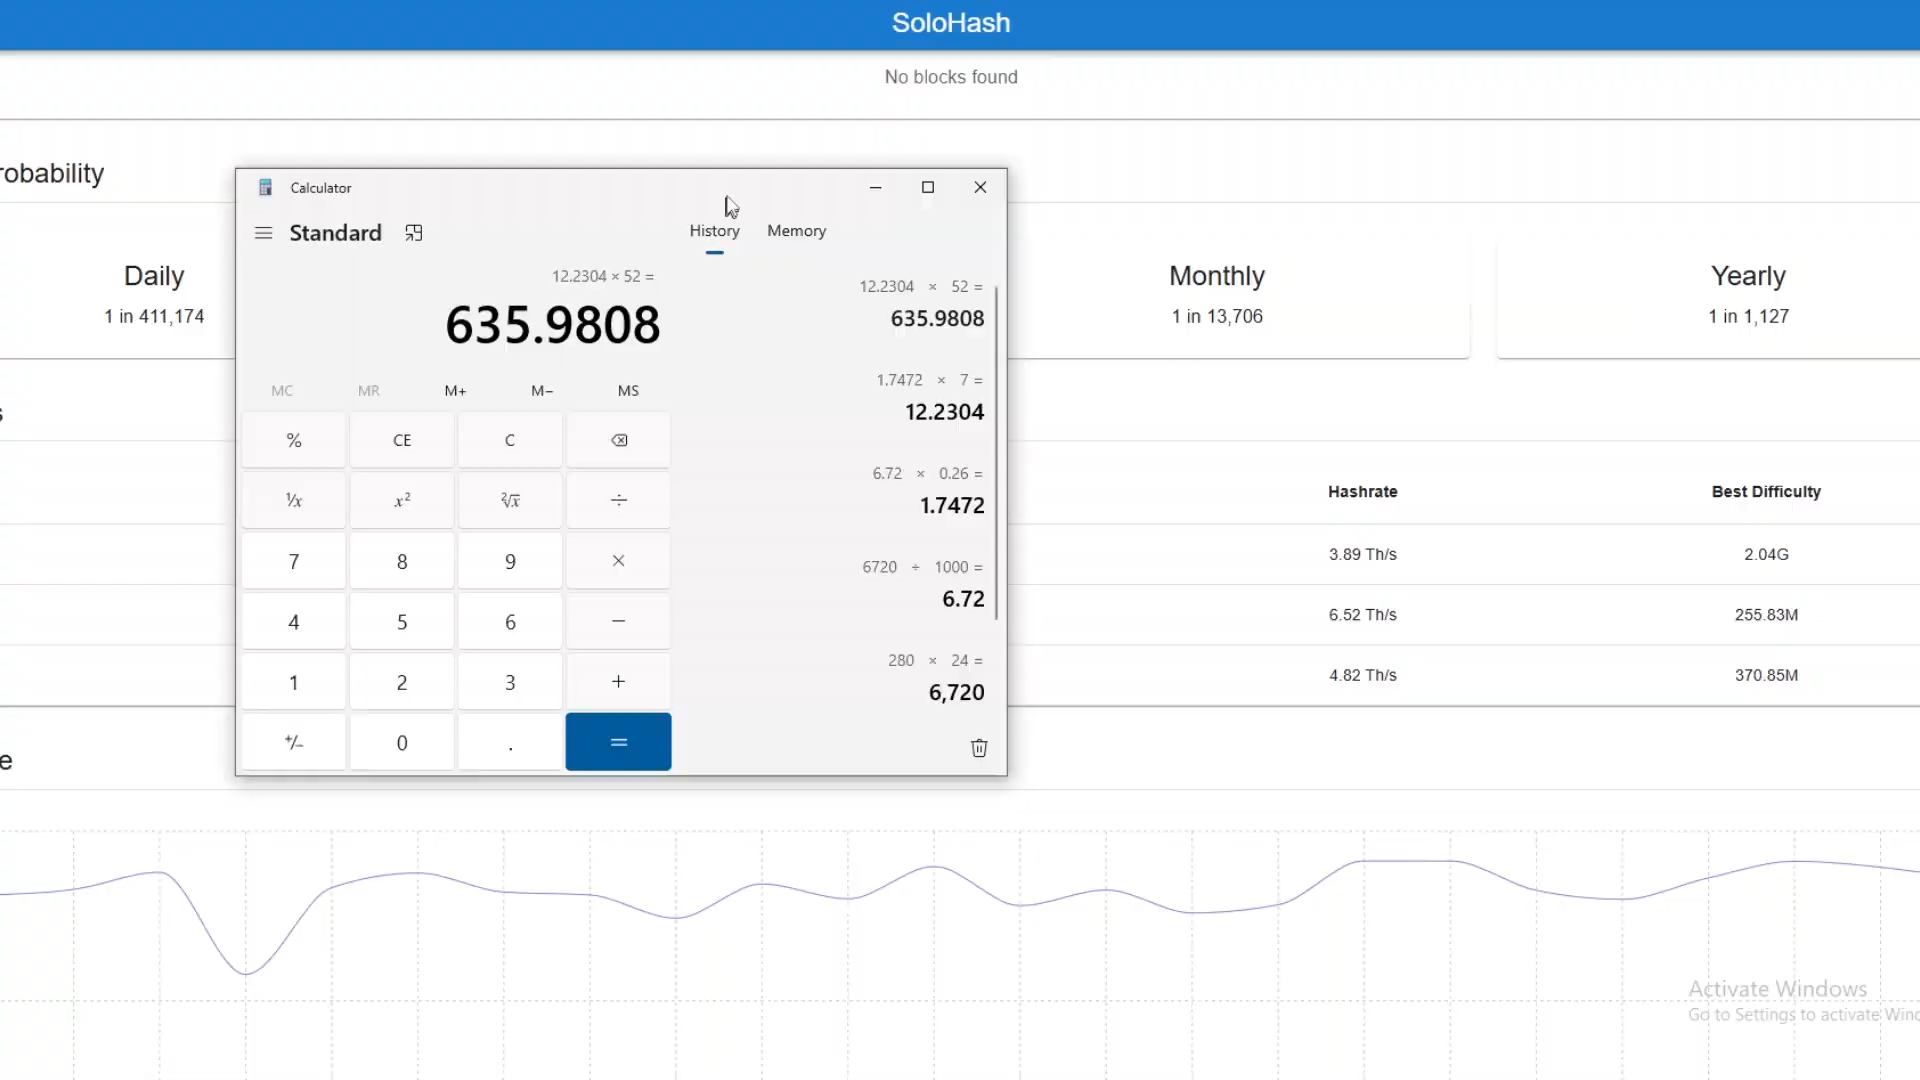 SoloHash
No blocks found
robability
Calculator
Standard
History Memory
12.2304 × 52 =
635.9808
MC MR M+ M− MS
% CE C
⅟x x² ²√x ÷
7 8 9 ×
4 5 6 −
1 2 3 +
+/− 0 . =
12.2304 × 52 =
635.9808
1.7472 × 7 =
12.2304
6.72 × 0.26 =
1.7472
6720 ÷ 1000 =
6.72
280 × 24 =
6,720
Daily
1 in 411,174
Monthly
1 in 13,706
Yearly
1 in 1,127
s
Hashrate Best Difficulty
3.89 Th/s 2.04G
6.52 Th/s 255.83M
4.82 Th/s 370.85M
e
Activate Windows
Go to Settings to activate Winc